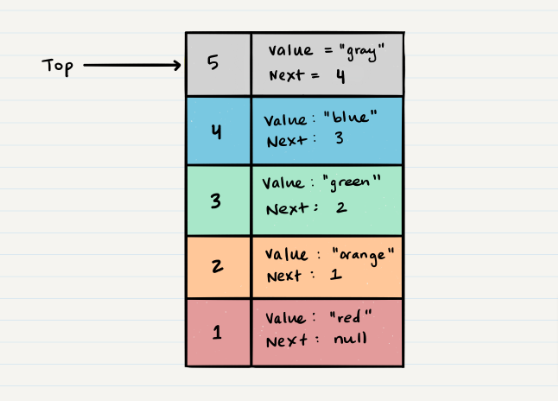 Top
5
Value = "gray"
Next = 4
4
Value : "blue"
Next : 3
3
Value : "green"
Next : 2
2
Value : "orange"
Next : 1
1
Value : "red"
Next : null